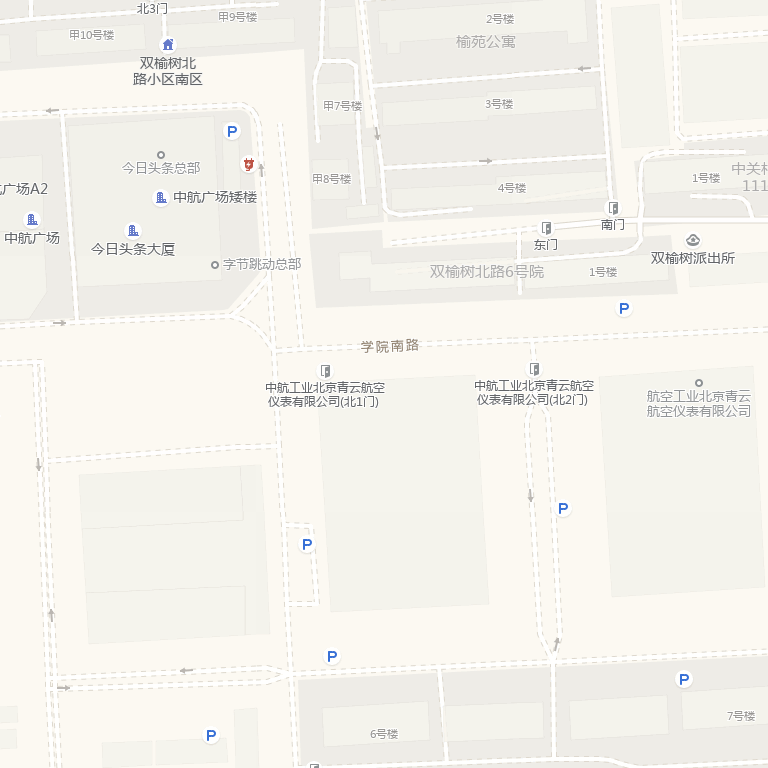 北3门
甲9号楼
2号楼
甲10号楼
榆苑公寓
双榆树北
路小区南区
甲7号楼
3号楼
P
今日头条总部
中关村
111
甲8号楼
1号楼
广场A2
中航广场矮楼
4号楼
中航广场
今日头条大厦
南门
东门
双榆树派出所
字节跳动总部
双榆树北路6号院
1号楼
P
学院南路
中航工业北京青云航空
仪表有限公司(北1门)
中航工业北京青云航空
仪表有限公司(北2门)
航空工业北京青云
航空仪表有限公司
P
P
P
P
P
6号楼
7号楼